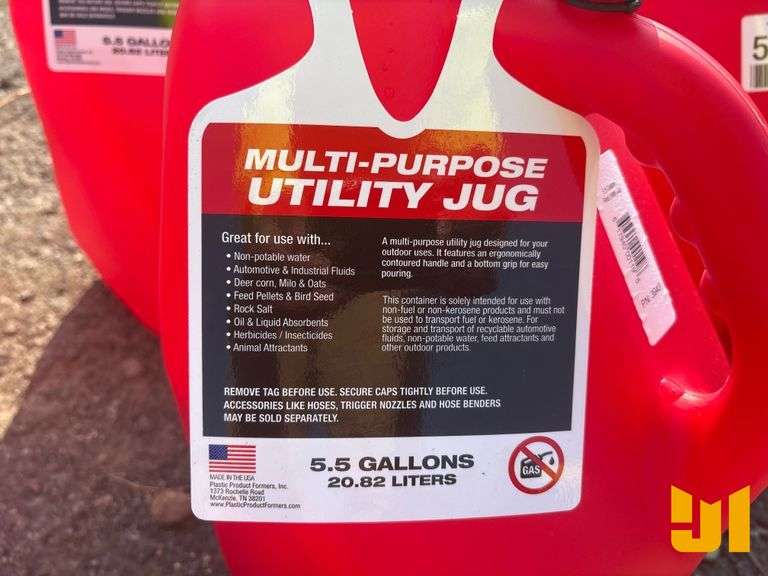 5.5 GALLONS
20.82 LITERS
5
MULTI-PURPOSE
UTILITY JUG
Great for use with...
• Non-potable water
• Automotive & Industrial Fluids
• Deer corn, Milo & Oats
• Feed Pellets & Bird Seed
• Rock Salt
• Oil & Liquid Absorbents
• Herbicides / Insecticides
• Animal Attractants
A multi-purpose utility jug designed for your
outdoor uses. It features an ergonomically
contoured handle and a bottom grip for easy
pouring.
This container is solely intended for use with
non-fuel or non-kerosene products and must not
be used to transport fuel or kerosene. For
storage and transport of recyclable automotive
fluids, non-potable water, feed attractants and
other outdoor products.
REMOVE TAG BEFORE USE. SECURE CAPS TIGHTLY BEFORE USE.
ACCESSORIES LIKE HOSES, TRIGGER NOZZLES AND HOSE BENDERS
MAY BE SOLD SEPARATELY.
MADE IN THE USA
Plastic Product Formers, Inc.
1373 Rochelle Road
McKenzie, TN 38201
www.PlasticProductFormers.com
5.5 GALLONS
20.82 LITERS
GAS